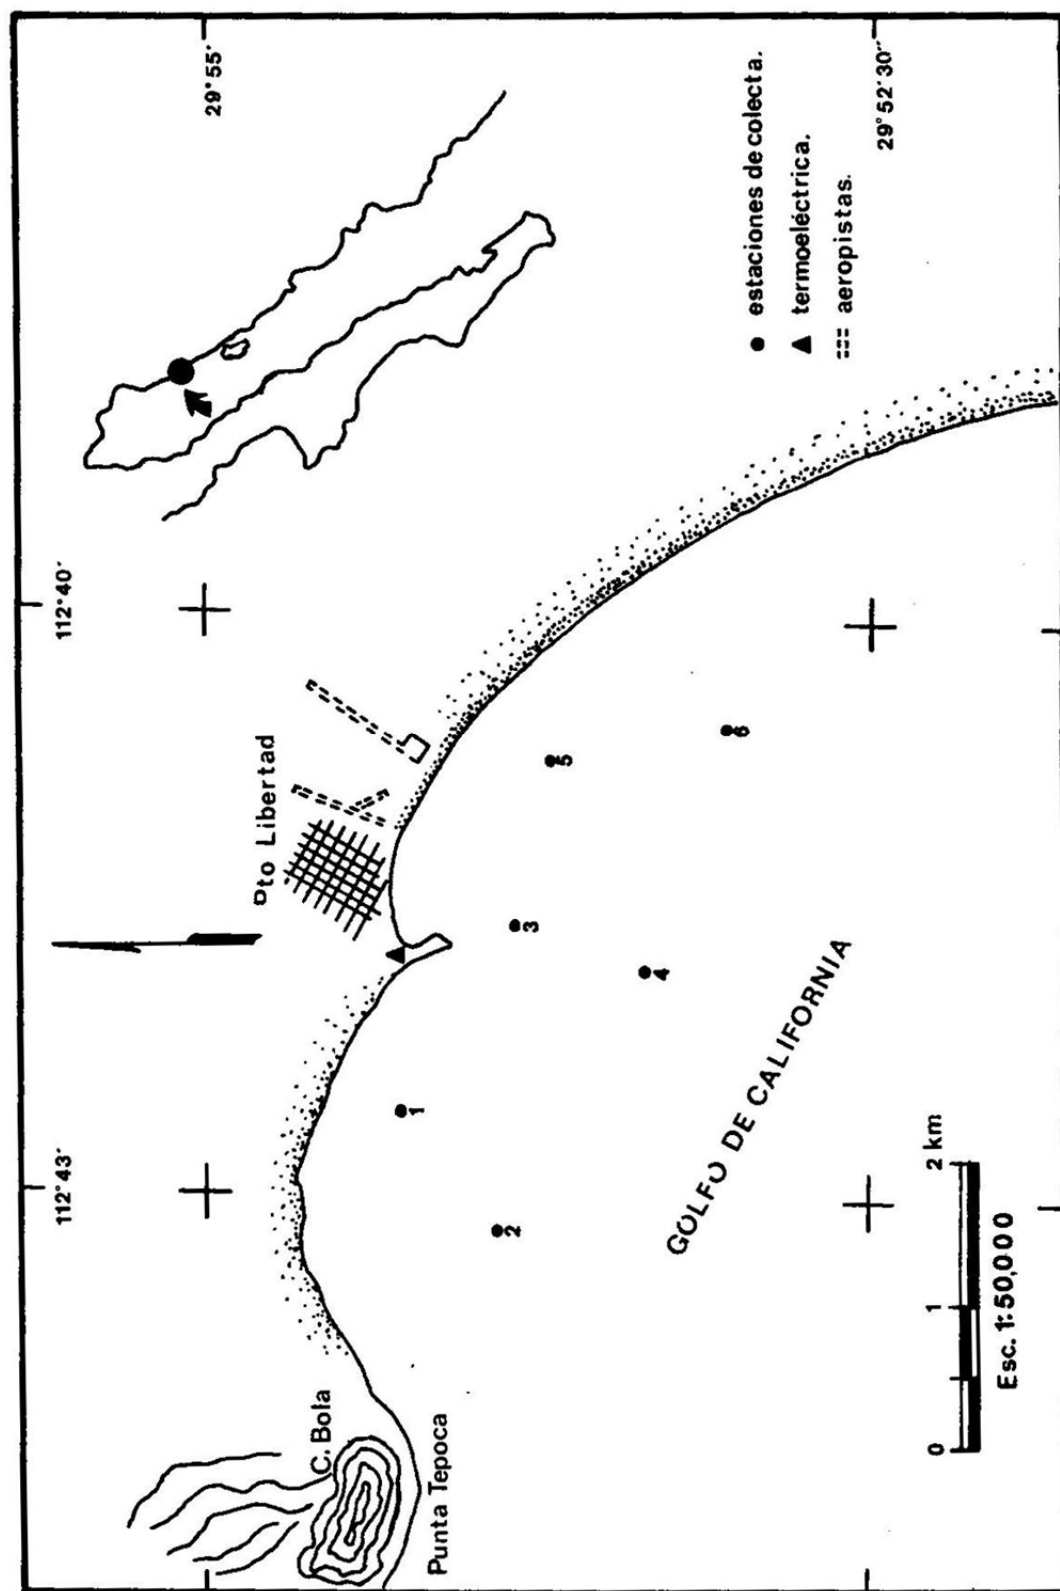 112°43'
112°40'
29°55'
Pto Libertad
C. Bola
Punta Tepoca
1
2
3
4
5
6
GOLFO DE CALIFORNIA
● estaciones de colecta.
▲ termoeléctrica.
aeropistas.
29°52'30"
0 1 2 km
Esc. 1:50,000